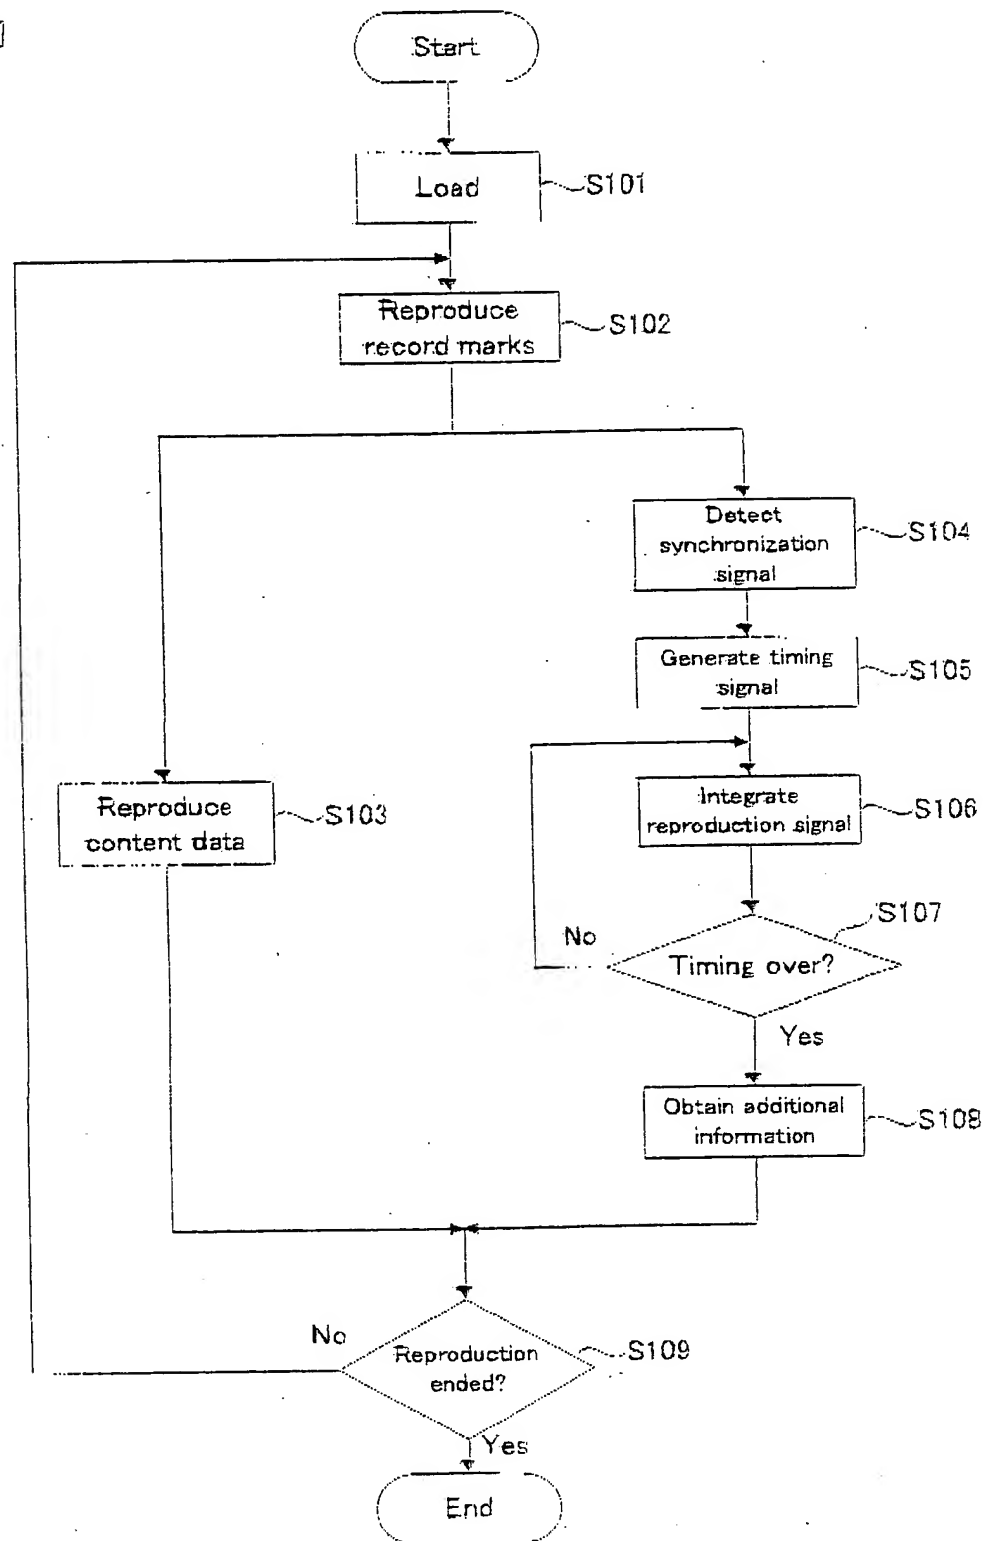 Start
Load
S101
Reproduce
record marks
S102
Detect
synchronization
signal
S104
Generate timing
signal
S105
Integrate
reproduction signal
S106
Reproduce
content data
S103
S107
No
Timing over?
Yes
Obtain additional
information
S108
No
Reproduction
ended?
S109
Yes
End